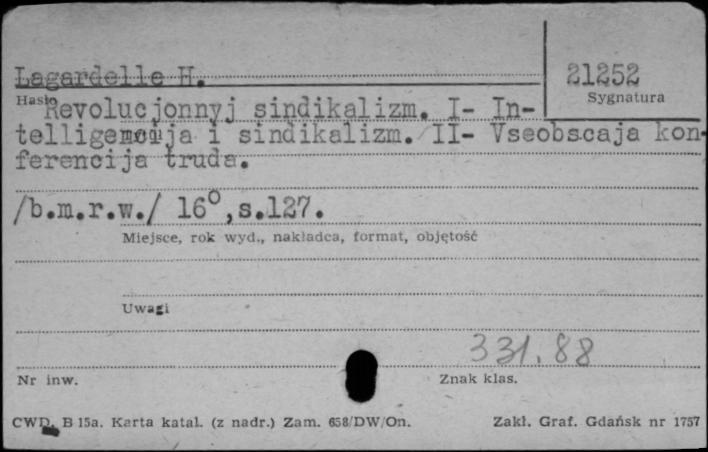 Lagardelle H.
21252
Hasło
Sygnatura
Revolucjonnyj sindikalizm. I- In-
telligemcija i sindikalizm. II- Vseobscaja kon-
ferencija truda.
/b.m.r.w./ 16°,s.127.
Miejsce, rok wyd., nakładca, format, objętość
Uwagi
331.88
Nr inw.
Znak klas.
CWD, B 15a. Karta katal. (z nadr.) Zam. 658/DW/On.
Zakł. Graf. Gdańsk nr 1757